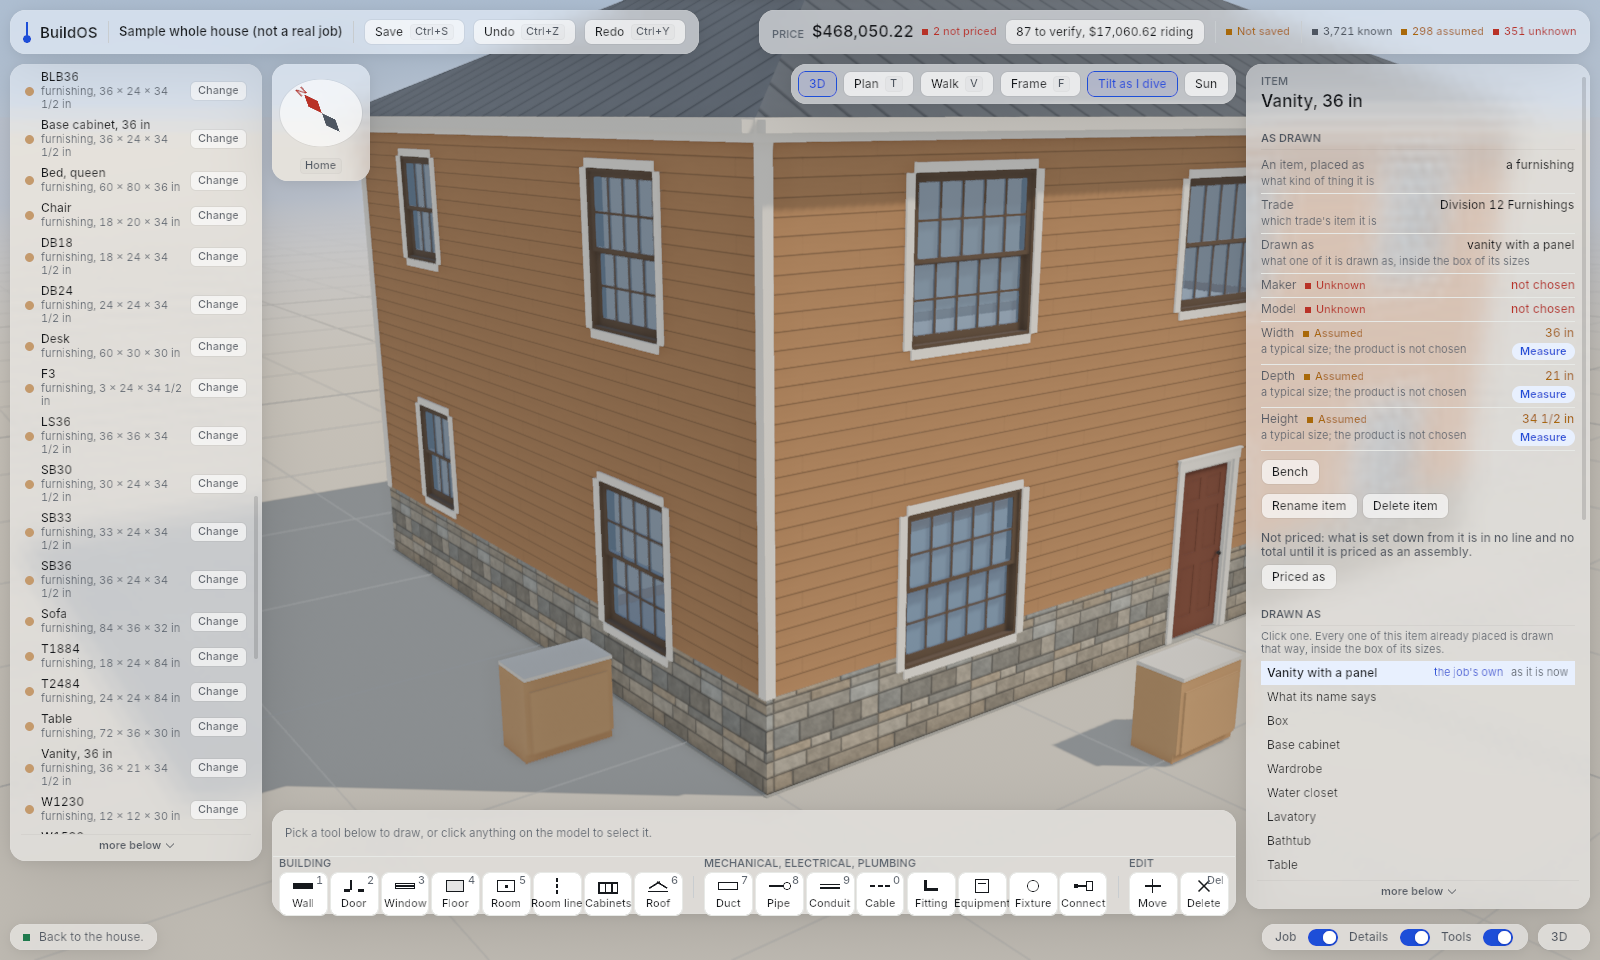 BuildOS
Sample whole house (not a real job)
Save Ctrl+S
Undo Ctrl+Z
Redo Ctrl+Y
PRICE $468,050.22
2 not priced
87 to verify, $17,060.62 riding
Not saved
3,721 known
298 assumed
351 unknown
BLB36
furnishing, 36 × 24 × 34
1/2 in
Change
Base cabinet, 36 in
furnishing, 36 × 24 × 34
1/2 in
Change
Bed, queen
furnishing, 60 × 80 × 36 in
Change
Chair
furnishing, 18 × 20 × 34 in
Change
DB18
furnishing, 18 × 24 × 34
1/2 in
Change
DB24
furnishing, 24 × 24 × 34
1/2 in
Change
Desk
furnishing, 60 × 30 × 30 in
Change
F3
furnishing, 3 × 24 × 34 1/2
in
Change
LS36
furnishing, 36 × 36 × 34
1/2 in
Change
SB30
furnishing, 30 × 24 × 34
1/2 in
Change
SB33
furnishing, 33 × 24 × 34
1/2 in
Change
SB36
furnishing, 36 × 24 × 34
1/2 in
Change
Sofa
furnishing, 84 × 36 × 32 in
Change
T1884
furnishing, 18 × 24 × 84 in
Change
T2484
furnishing, 24 × 24 × 84 in
Change
Table
furnishing, 72 × 36 × 30 in
Change
Vanity, 36 in
furnishing, 36 × 21 × 34
1/2 in
Change
W1230
furnishing, 12 × 12 × 30 in
Change
more below
Back to the house.
N
Home
3D
Plan T
Walk V
Frame F
Tilt as I dive
Sun
Pick a tool below to draw, or click anything on the model to select it.
BUILDING
1 Wall
2 Door
3 Window
4 Floor
5 Room
Room line
Cabinets
6 Roof
MECHANICAL, ELECTRICAL, PLUMBING
7 Duct
8 Pipe
9 Conduit
0 Cable
Fitting
Equipment
Fixture
Connect
EDIT
Move
Del Delete
ITEM
Vanity, 36 in
AS DRAWN
An item, placed as a furnishing
what kind of thing it is
Trade Division 12 Furnishings
which trade's item it is
Drawn as vanity with a panel
what one of it is drawn as, inside the box of its sizes
Maker Unknown not chosen
Model Unknown not chosen
Width Assumed 36 in
a typical size; the product is not chosen Measure
Depth Assumed 21 in
a typical size; the product is not chosen Measure
Height Assumed 34 1/2 in
a typical size; the product is not chosen Measure
Bench
Rename item Delete item
Not priced: what is set down from it is in no line and no
total until it is priced as an assembly.
Priced as
DRAWN AS
Click one. Every one of this item already placed is drawn
that way, inside the box of its sizes.
Vanity with a panel the job's own as it is now
What its name says
Box
Base cabinet
Wardrobe
Water closet
Lavatory
Bathtub
Table
more below
Job
Details
Tools
3D